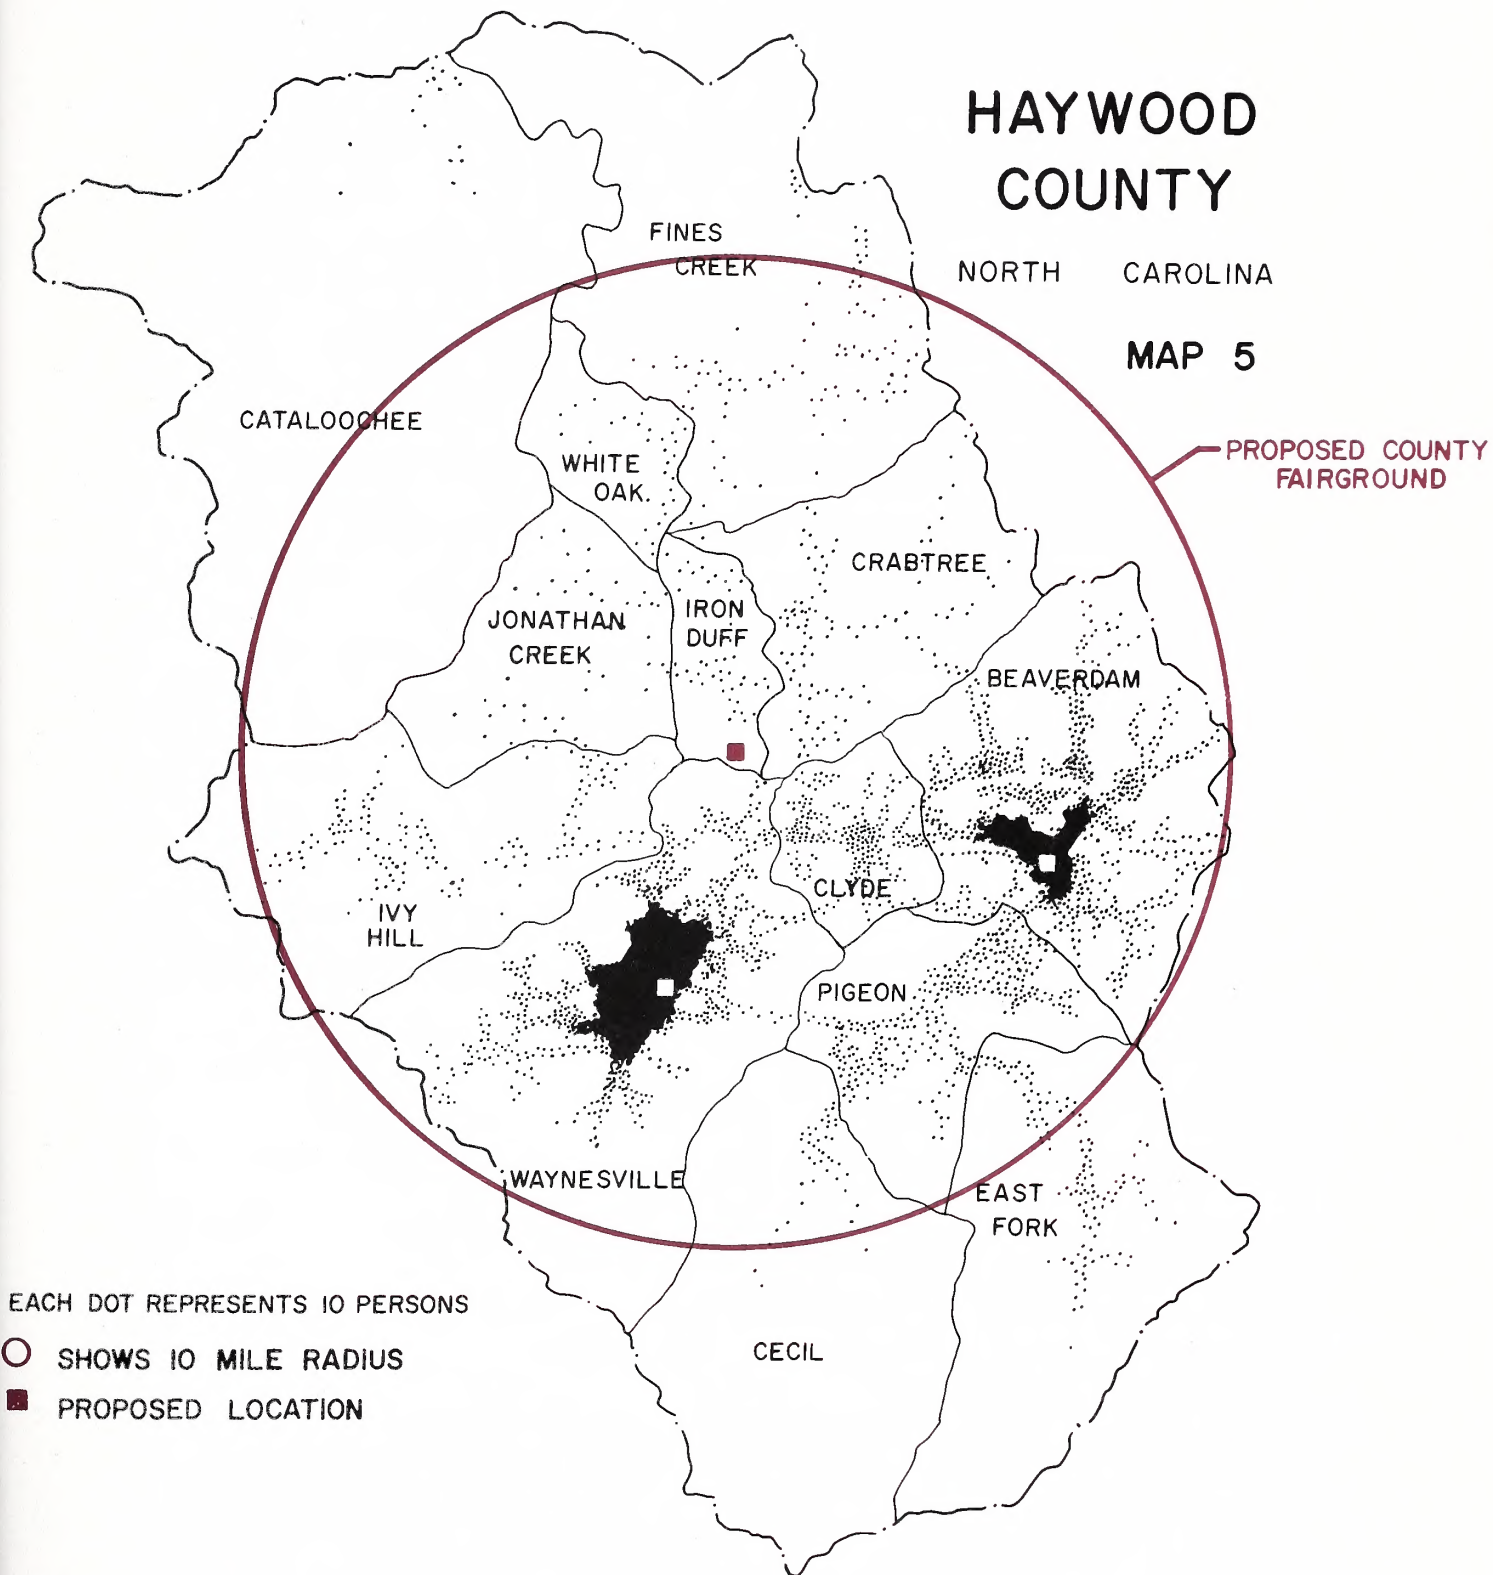 HAYWOOD
COUNTY
NORTH CAROLINA
MAP 5
PROPOSED COUNTY
FAIRGROUND
FINES
CREEK
CATALOOCHEE
WHITE
OAK
CRABTREE
JONATHAN
CREEK
IRON
DUFF
BEAVERDAM
CLYDE
IVY
HILL
PIGEON
WAYNESVILLE
EAST
FORK
CECIL
EACH DOT REPRESENTS 10 PERSONS
SHOWS 10 MILE RADIUS
PROPOSED LOCATION